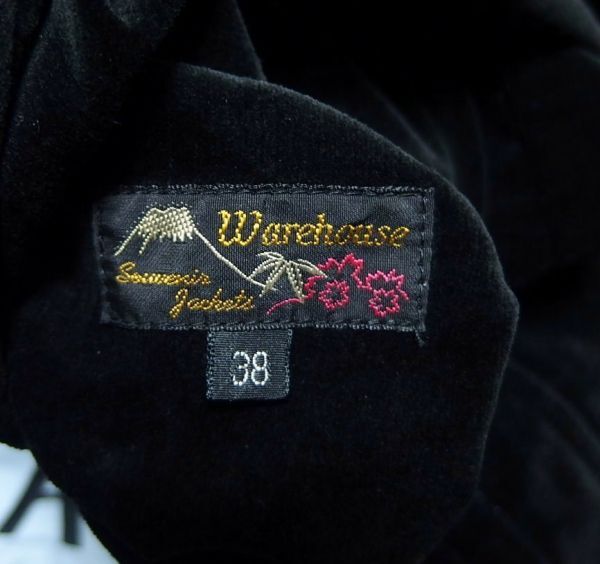 Warehouse
Souvenir
Jackets
38
A